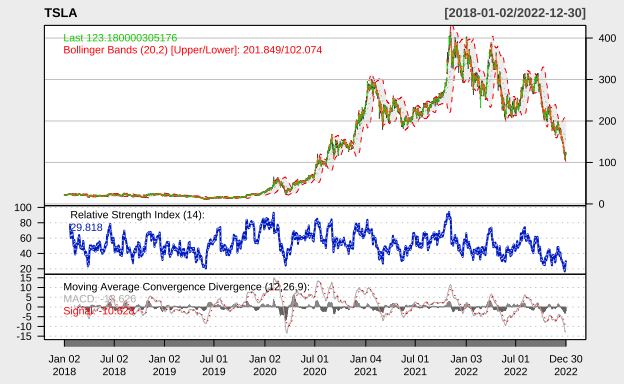 TSLA [2018-01-02/2022-12-30]
Last 123.180000305176
Bollinger Bands (20,2) [Upper/Lower]: 201.849/102.074
400
300
200
100
0
Relative Strength Index (14):
29.818
100
80
60
40
20
Moving Average Convergence Divergence (12,26,9):
MACD:
Signal:
15
10
5
0
-5
-10
-15
Jan 02 2018
Jul 02 2018
Jan 02 2019
Jul 01 2019
Jan 02 2020
Jul 01 2020
Jan 04 2021
Jul 01 2021
Jan 03 2022
Jul 01 2022
Dec 30 2022